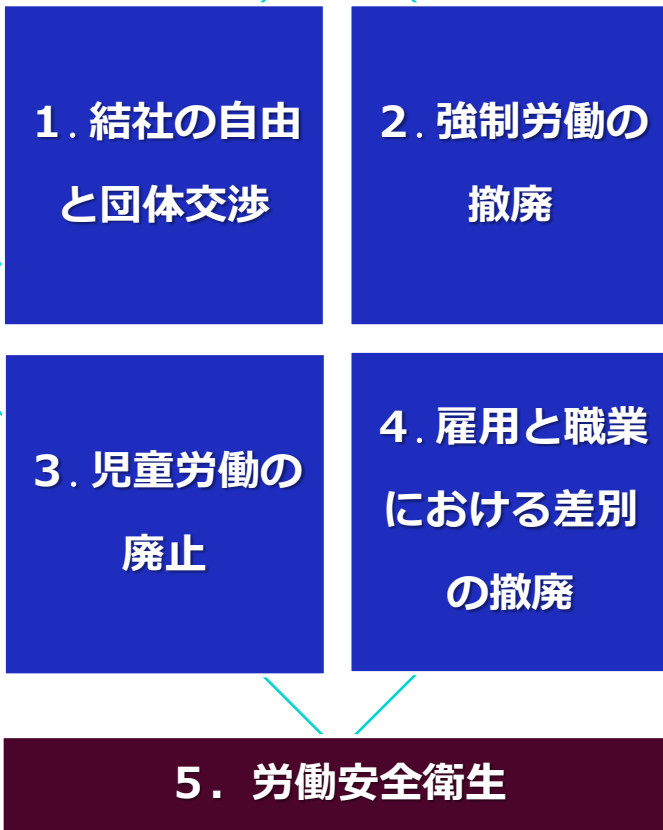 １. 結社の自由
と団体交渉
２. 強制労働の
撤廃
３. 児童労働の
廃止
４. 雇用と職業
における差別
の撤廃
５．労働安全衛生